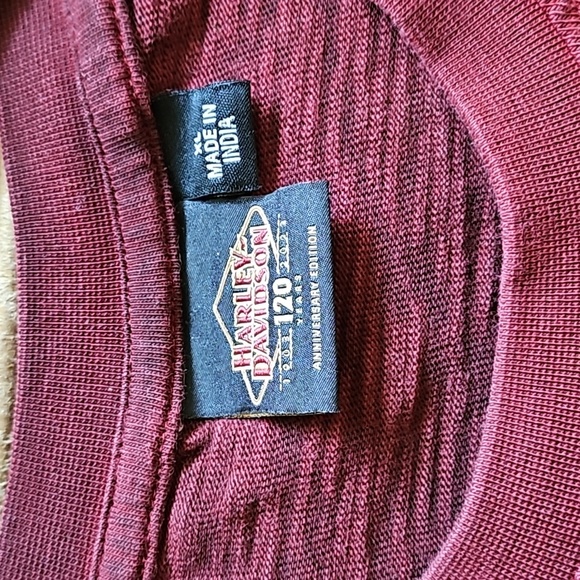 XL
MADE IN
INDIA
HARLEY
DAVIDSON
1903 120 2023
YEARS
ANNIVERSARY EDITION